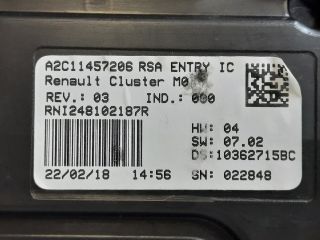 A2C11457206 RSA ENTRY IC
Renault Cluster M0
REV.: 03 IND.: 000
RNI248102187R
HW: 04
SW: 07.02
DS:10362715BC
22/02/18 14:56 SN: 022848